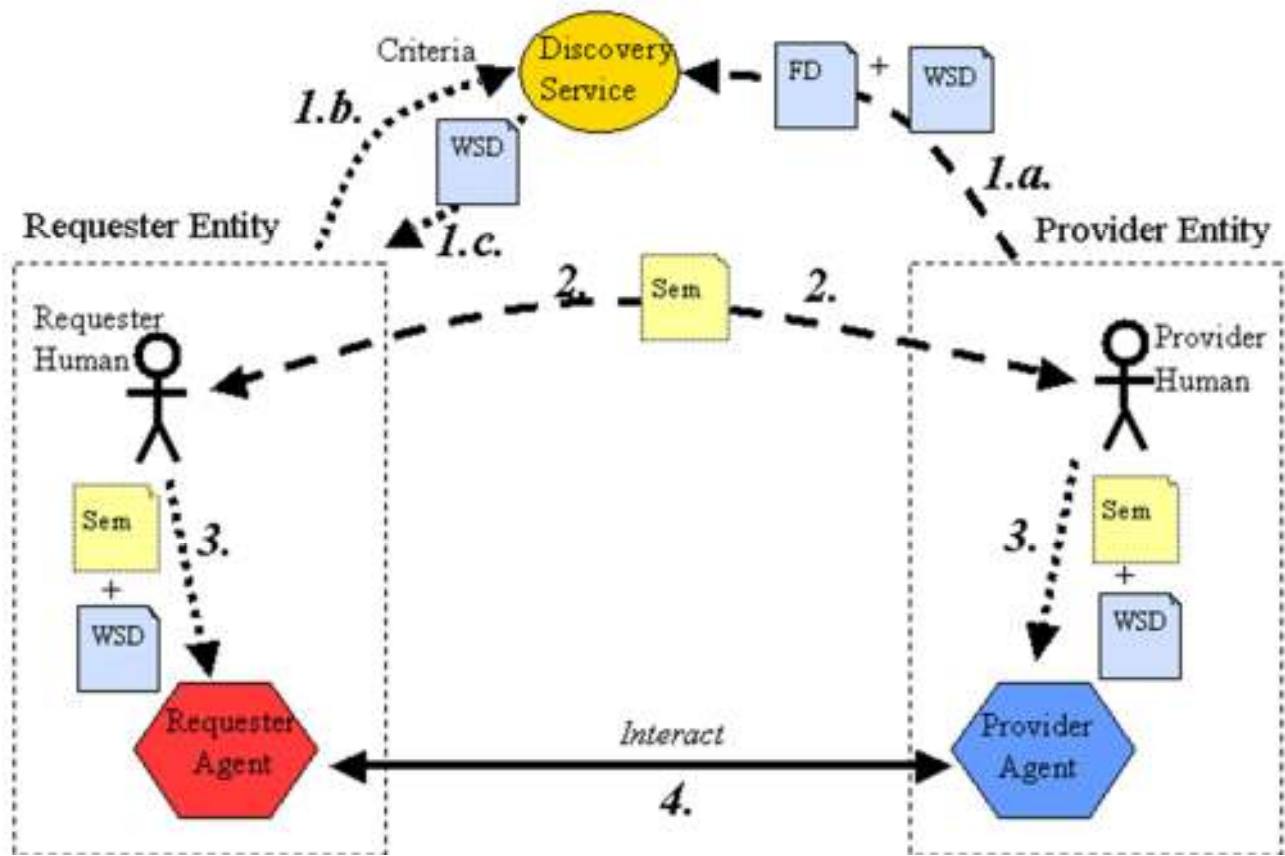 Criteria
Discovery
Service
FD
+
WSD
1.b.
WSD
1.a.
Requester Entity
1.c.
Provider Entity
2.
Sem
2.
Requester
Human
Provider
Human
Sem
3.
+
WSD
3.
Sem
+
WSD
Requester
Agent
Interact
4.
Provider
Agent